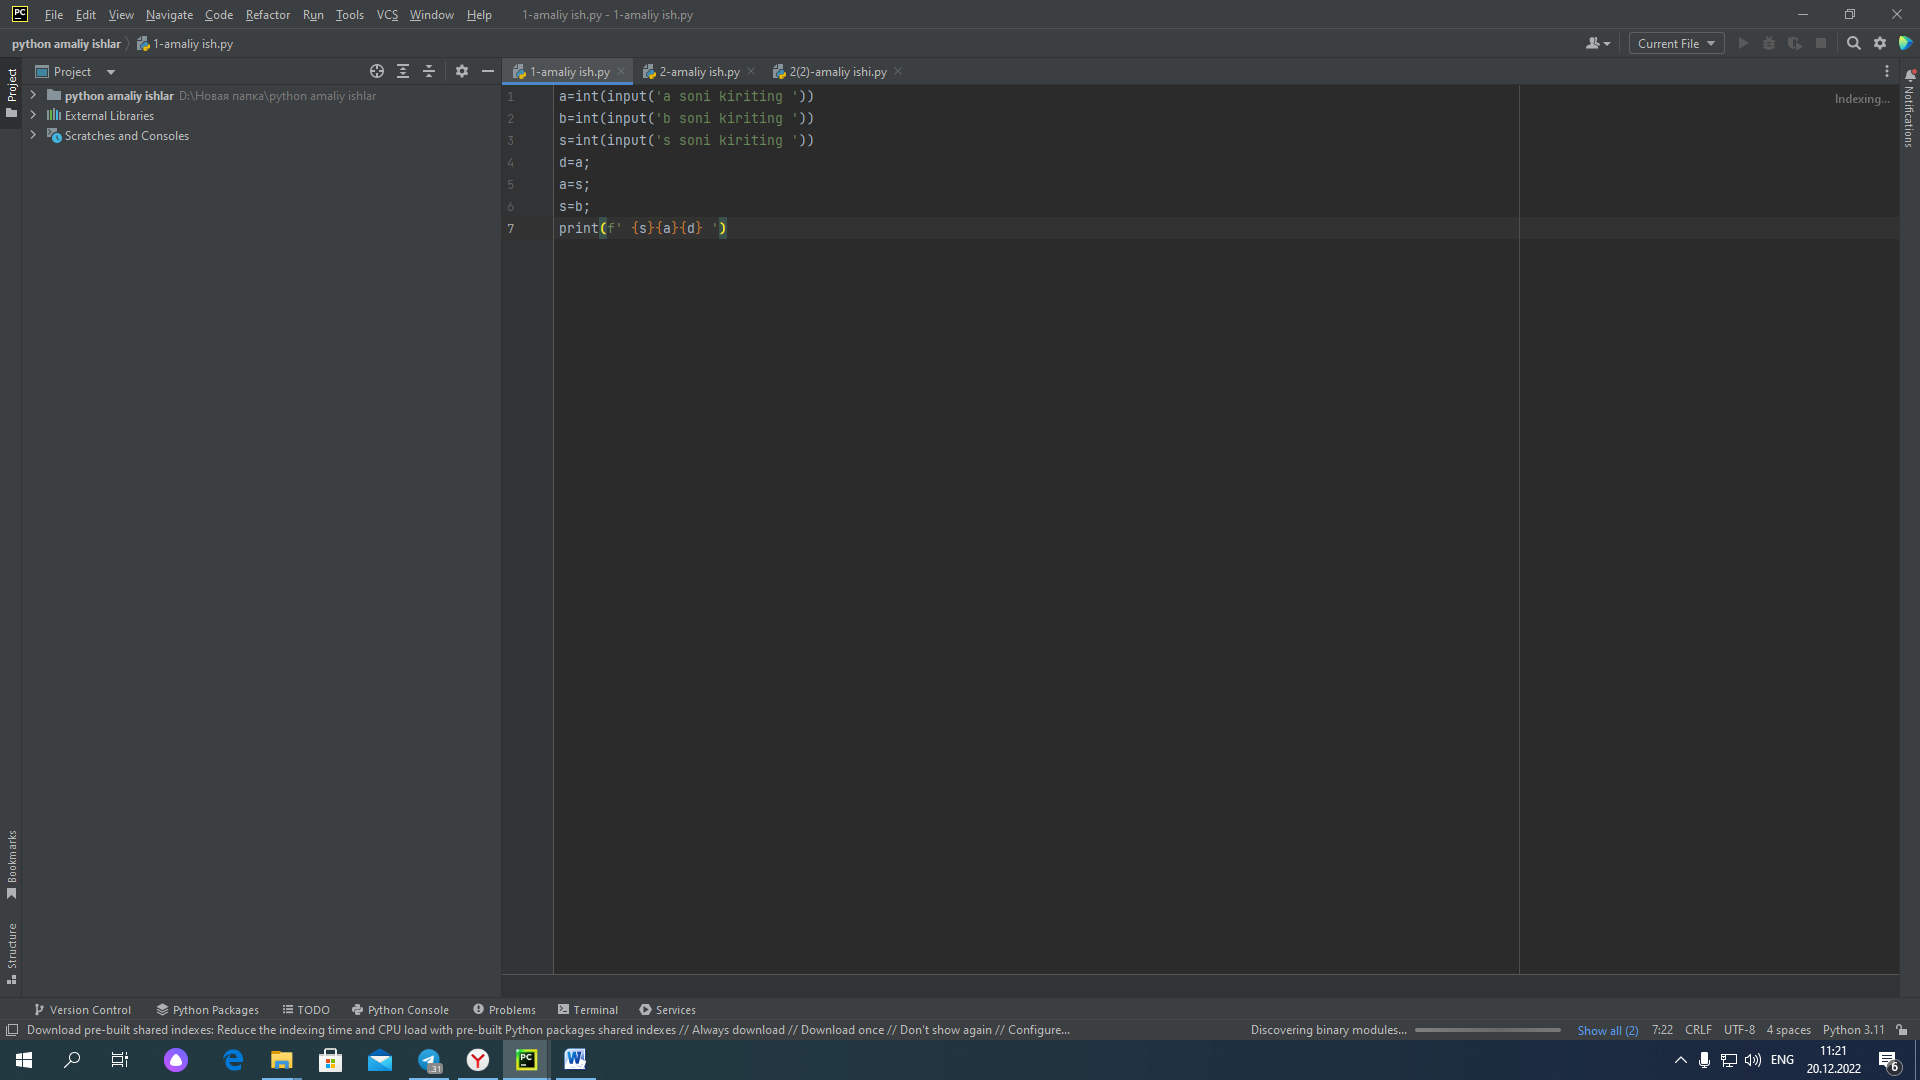 PC File Edit View Navigate Code Refactor Run Tools VCS Window Help 1-amaliy ish.py - 1-amaliy ish.py
python amaliy ishlar 1-amaliy ish.py Current File
Project Project 1-amaliy ish.py 2-amaliy ish.py 2(2)-amaliy ishi.py
python amaliy ishlar D:\Новая папка\python amaliy ishlar
External Libraries
Scratches and Consoles
1 a=int(input('a soni kiriting '))
2 b=int(input('b soni kiriting '))
3 s=int(input('s soni kiriting '))
4 d=a;
5 a=s;
6 s=b;
7 print(f' {s}{a}{d} ')
Indexing...
Notifications
Bookmarks
Structure
Version Control Python Packages TODO Python Console Problems Terminal Services
Download pre-built shared indexes: Reduce the indexing time and CPU load with pre-built Python packages shared indexes // Always download // Download once // Don't show again // Configure... Discovering binary modules... Show all (2) 7:22 CRLF UTF-8 4 spaces Python 3.11
31 PC ENG 11:21
20.12.2022 6